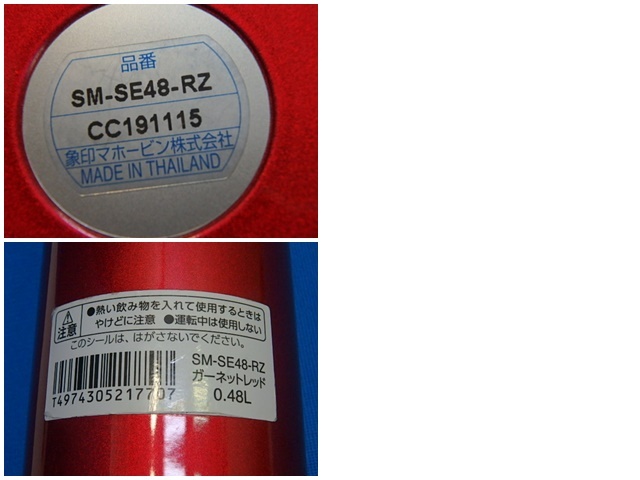 品番
SM-SE48-RZ
CC191115
象印マホービン株式会社
MADE IN THAILAND
注意
●熱い飲み物を入れて使用するときは
やけどに注意 ●運転中は使用しない
このシールは、はがさないでください。
SM-SE48-RZ
ガーネットレッド
0.48L
T4974305217707